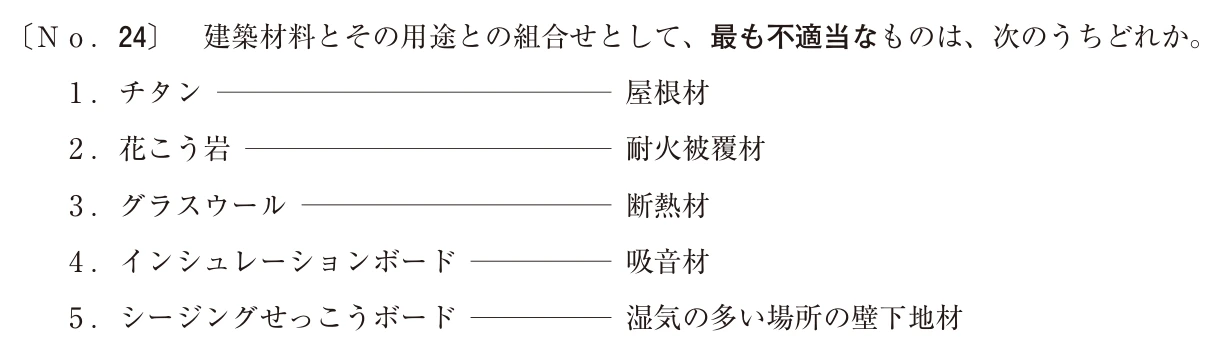 〔Ｎｏ．24〕　建築材料とその用途との組合せとして、最も不適当なものは、次のうちどれか。
１．チタン ――――――――――――――― 屋根材
２．花こう岩 ―――――――――――――― 耐火被覆材
３．グラスウール ―――――――――――― 断熱材
４．インシュレーションボード ―――――― 吸音材
５．シージングせっこうボード ―――――― 湿気の多い場所の壁下地材